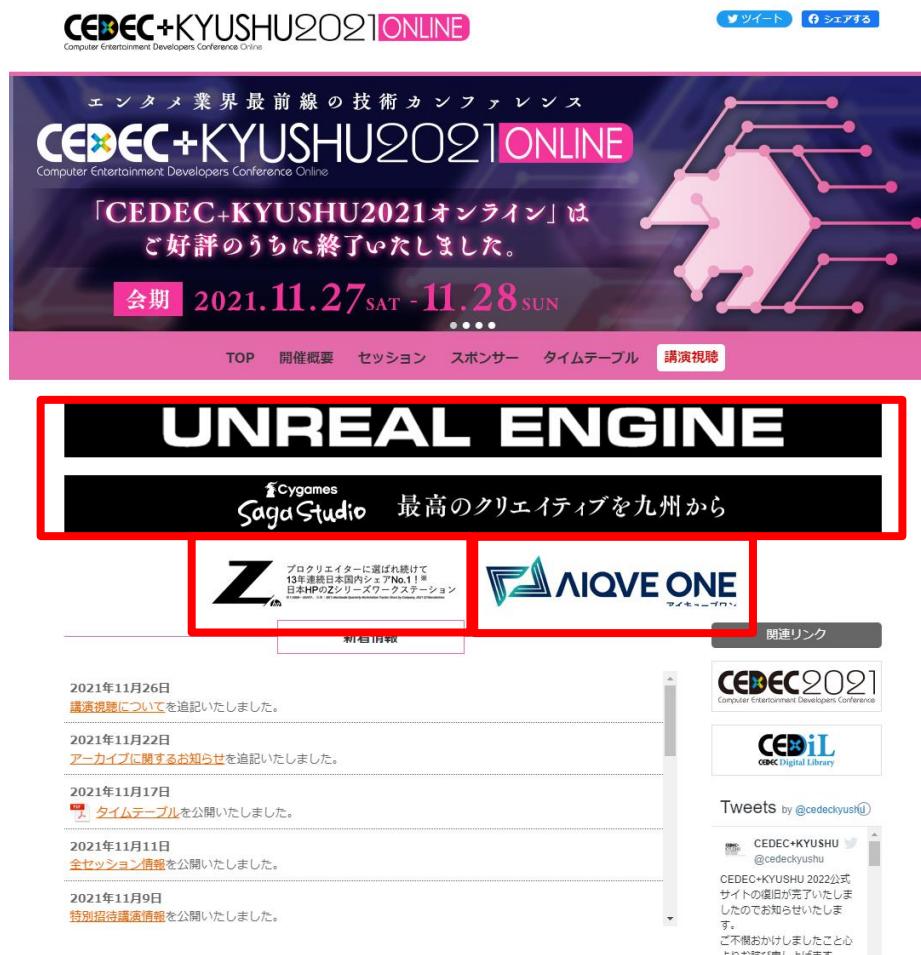 CEDEC+KYUSHU2021 ONLINE
Computer Entertainment Developers Conference Online
ツイート
シェアする
エンタメ業界最前線の技術カンファレンス
CEDEC+KYUSHU2021 ONLINE
Computer Entertainment Developers Conference Online
「CEDEC+KYUSHU2021オンライン」は
ご好評のうちに終了いたしました。
会期 2021.11.27 SAT - 11.28 SUN
TOP 開催概要 セッション スポンサー タイムテーブル 講演視聴
UNREAL ENGINE
Cygames
Saga Studio 最高のクリエイティブを九州から
Z
プロクリエイターに選ばれ続けて
13年連続日本国内シェアNo.1！※
日本HPのZシリーズワークステーション
AIQVE ONE
アイキューブワン
新着情報
2021年11月26日
講演視聴についてを追記いたしました。
2021年11月22日
アーカイブに関するお知らせを追記いたしました。
2021年11月17日
タイムテーブルを公開いたしました。
2021年11月11日
全セッション情報を公開いたしました。
2021年11月9日
特別招待講演情報を公開いたしました。
関連リンク
CEDEC2021
Computer Entertainment Developers Conference
CEDiL
CEDEC Digital Library
Tweets by @cedeckyushu
CEDEC+KYUSHU
@cedeckyushu
CEDEC+KYUSHU 2022公式
サイトの復旧が完了いたしま
したのでお知らせいたしま
す。
ご不便おかけしましたこと心
よりお詫び申し上げます